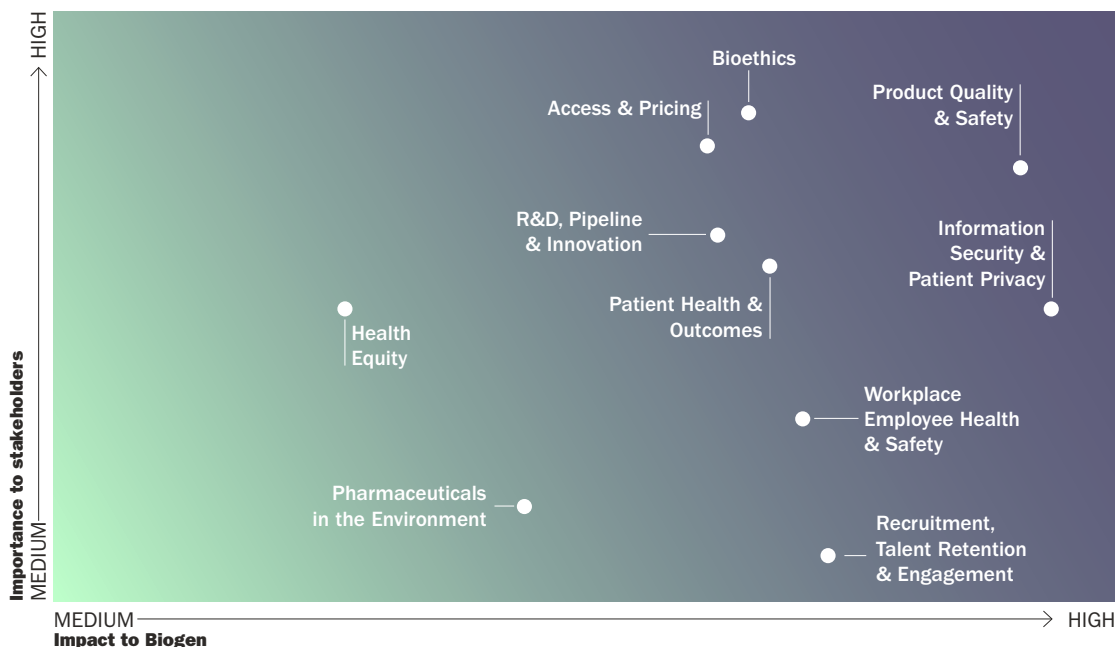 HIGH
Bioethics
Product Quality
& Safety
Access & Pricing
R&D, Pipeline
& Innovation
Information
Security &
Patient Privacy
Patient Health &
Outcomes
Health
Equity
Workplace
Employee Health
& Safety
Pharmaceuticals
in the Environment
Recruitment,
Talent Retention
& Engagement
Importance to stakeholders
MEDIUM
MEDIUM
HIGH
Impact to Biogen